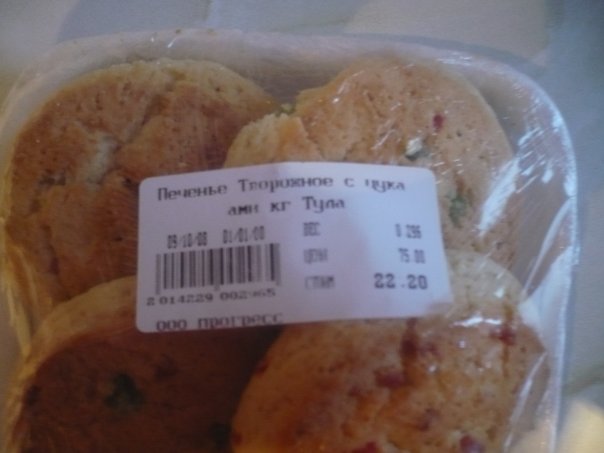 Печенье Творожное с цука
ами кг Тула
09/10/08 01/01/00 ВЕС 0.296
ЦЕНА 75.00
СТОИМ 22.20
2 014229 002965
ООО ПРОГРЕСС